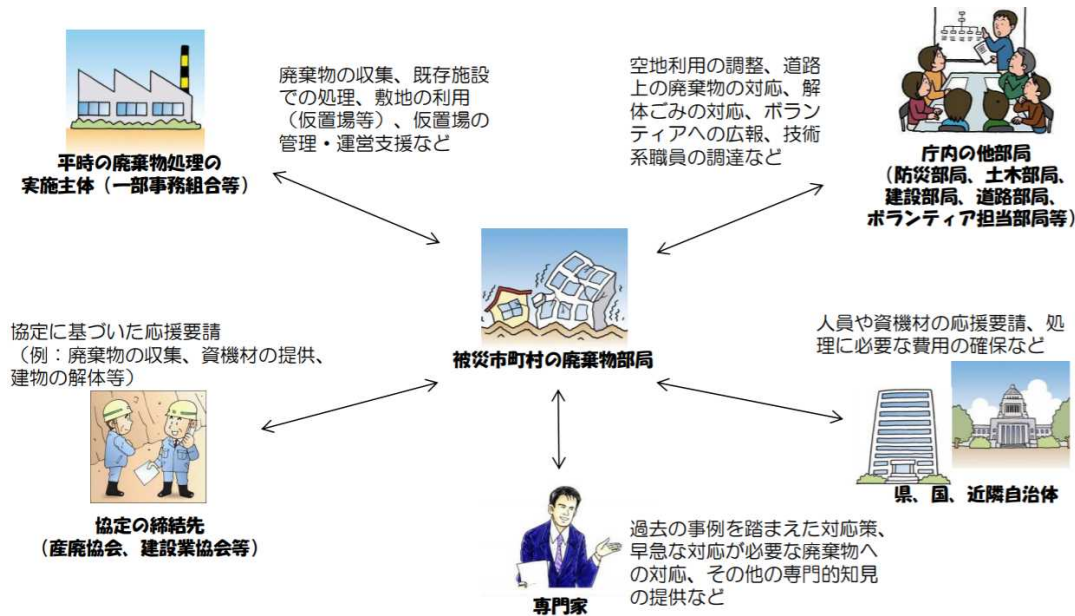 廃棄物の収集、既存施設
での処理、敷地の利用
（仮置場等）、仮置場の
管理・運営支援など
平時の廃棄物処理の
実施主体（一部事務組合等）
空地利用の調整、道路
上の廃棄物の対応、解
体ごみの対応、ボラン
ティアへの広報、技術
系職員の調達など
庁内の他部局
（防災部局、土木部局、
建設部局、道路部局、
ボランティア担当部局等）
被災市町村の廃棄物部局
協定に基づいた応援要請
（例：廃棄物の収集、資機材の提供、
建物の解体等）
協定の締結先
（産廃協会、建設業協会等）
人員や資機材の応援要請、処
理に必要な費用の確保など
県、国、近隣自治体
過去の事例を踏まえた対応策、
早急な対応が必要な廃棄物へ
の対応、その他の専門的知見
の提供など
専門家